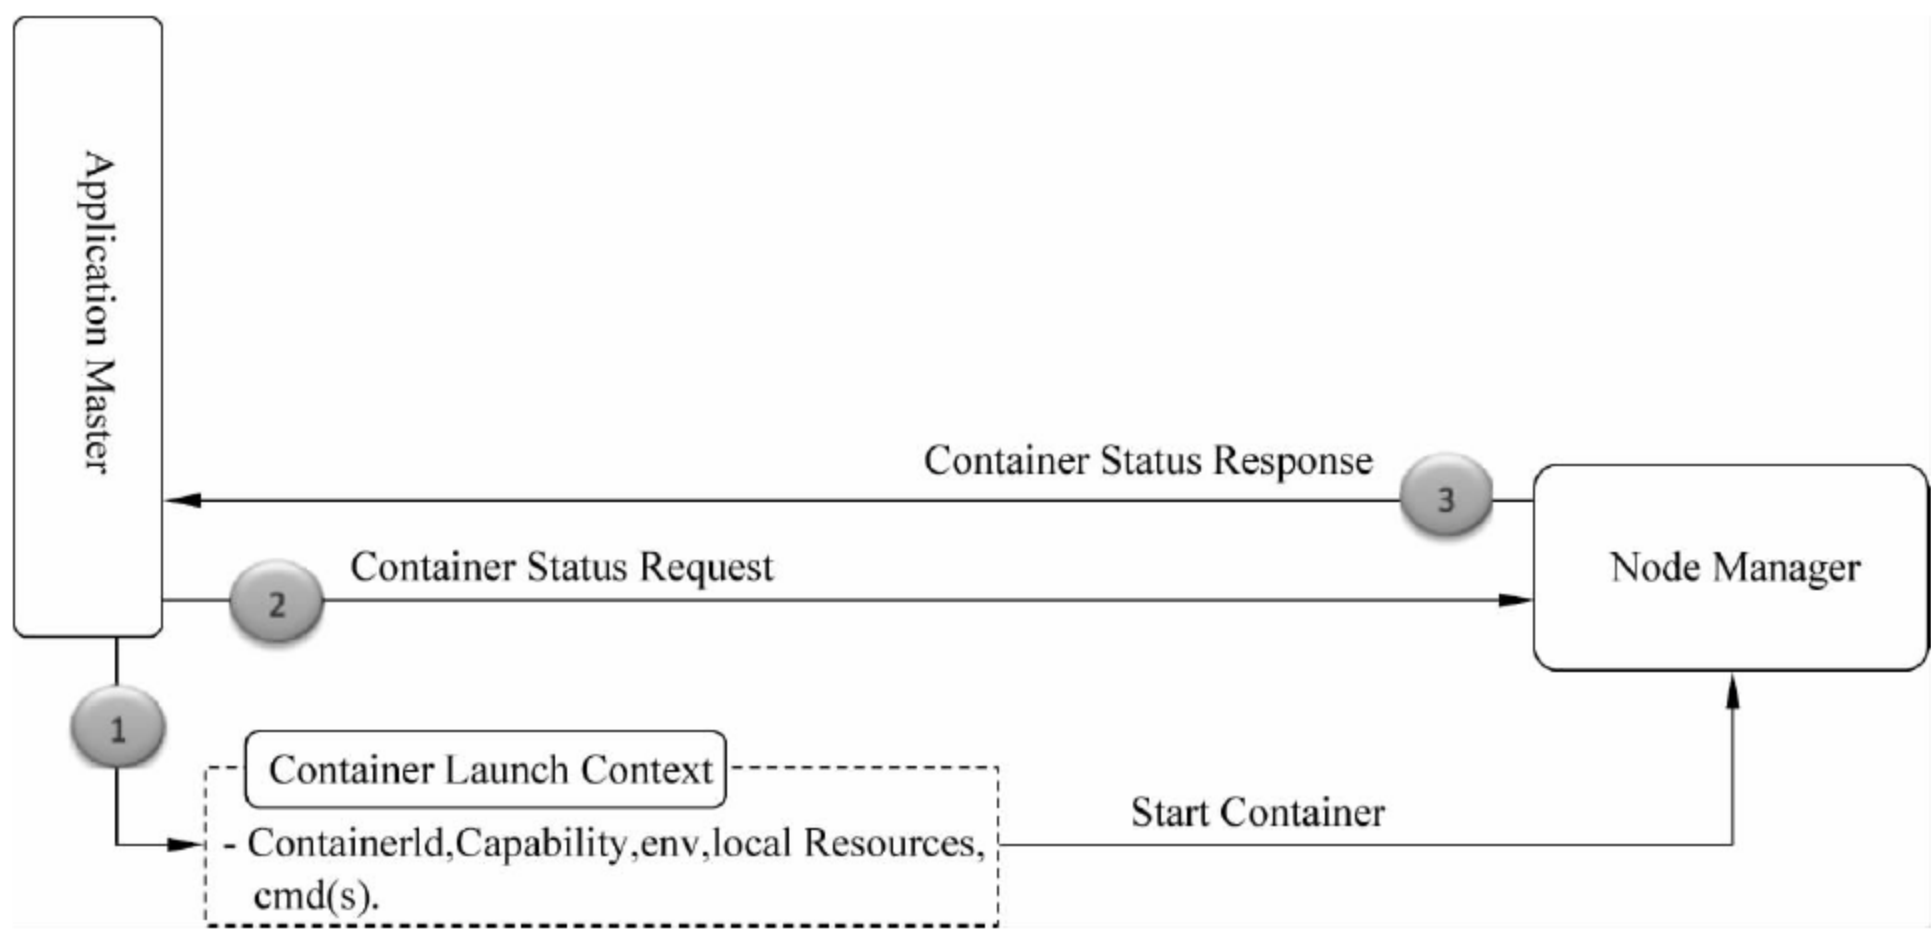 Application Master
Container Status Response
3
Node Manager
Container Status Request
2
1
Container Launch Context
- ContainerId,Capability,env,local Resources,
cmd(s).
Start Container